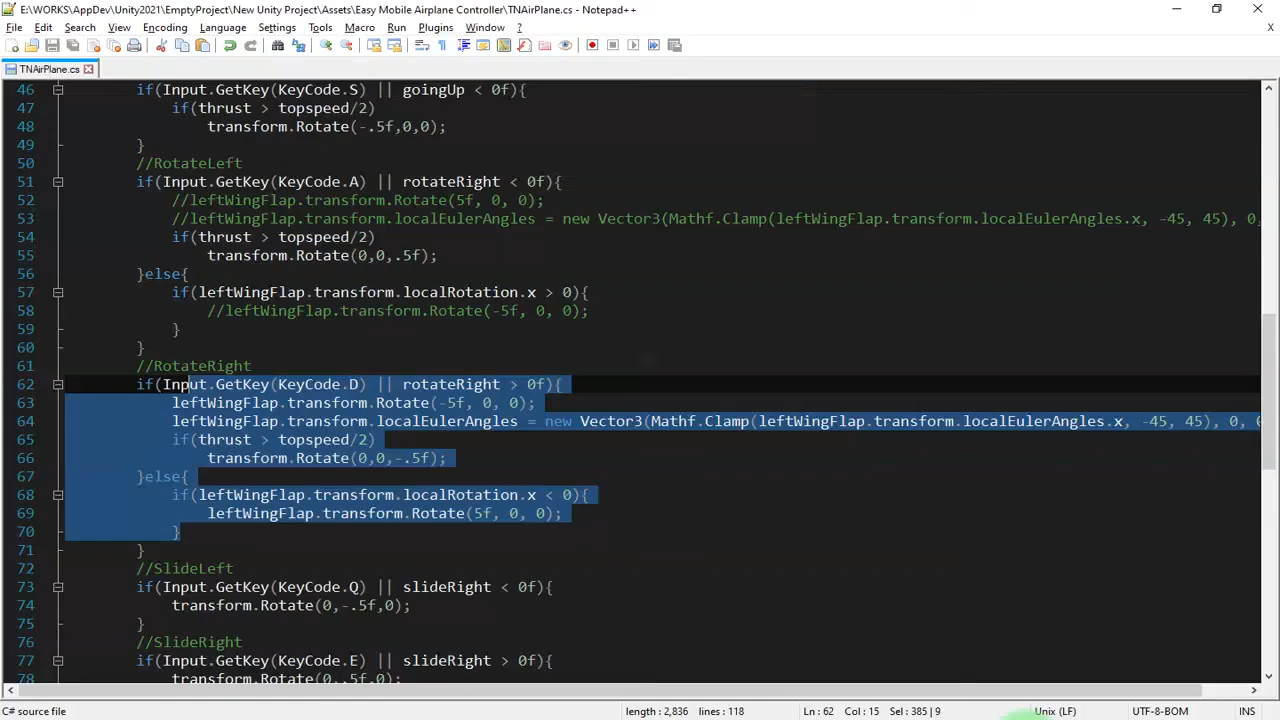 E:\WORKS\AppDev\Unity2021\EmptyProject\New Unity Project\Assets\Easy Mobile Airplane Controller\TNAirPlane.cs - Notepad++
File Edit Search View Encoding Language Settings Tools Macro Run Plugins Window ? X
TNAirPlane.cs
46 if(Input.GetKey(KeyCode.S) || goingUp < 0f){
47 if(thrust > topspeed/2)
48 transform.Rotate(-.5f,0,0);
49 }
50 //RotateLeft
51 if(Input.GetKey(KeyCode.A) || rotateRight < 0f){
52 //leftWingFlap.transform.Rotate(5f, 0, 0);
53 //leftWingFlap.transform.localEulerAngles = new Vector3(Mathf.Clamp(leftWingFlap.transform.localEulerAngles.x, -45, 45), 0,
54 if(thrust > topspeed/2)
55 transform.Rotate(0,0,.5f);
56 }else{
57 if(leftWingFlap.transform.localRotation.x > 0){
58 //leftWingFlap.transform.Rotate(-5f, 0, 0);
59 }
60 }
61 //RotateRight
62 if(Input.GetKey(KeyCode.D) || rotateRight > 0f){
63 leftWingFlap.transform.Rotate(-5f, 0, 0);
64 leftWingFlap.transform.localEulerAngles = new Vector3(Mathf.Clamp(leftWingFlap.transform.localEulerAngles.x, -45, 45), 0, 0
65 if(thrust > topspeed/2)
66 transform.Rotate(0,0,-.5f);
67 }else{
68 if(leftWingFlap.transform.localRotation.x < 0){
69 leftWingFlap.transform.Rotate(5f, 0, 0);
70 }
71 }
72 //SlideLeft
73 if(Input.GetKey(KeyCode.Q) || slideRight < 0f){
74 transform.Rotate(0,-.5f,0);
75 }
76 //SlideRight
77 if(Input.GetKey(KeyCode.E) || slideRight > 0f){
78 transform.Rotate(0,.5f,0);
C# source file length : 2,836 lines : 118 Ln : 62 Col : 15 Sel : 385 | 9 Unix (LF) UTF-8-BOM INS